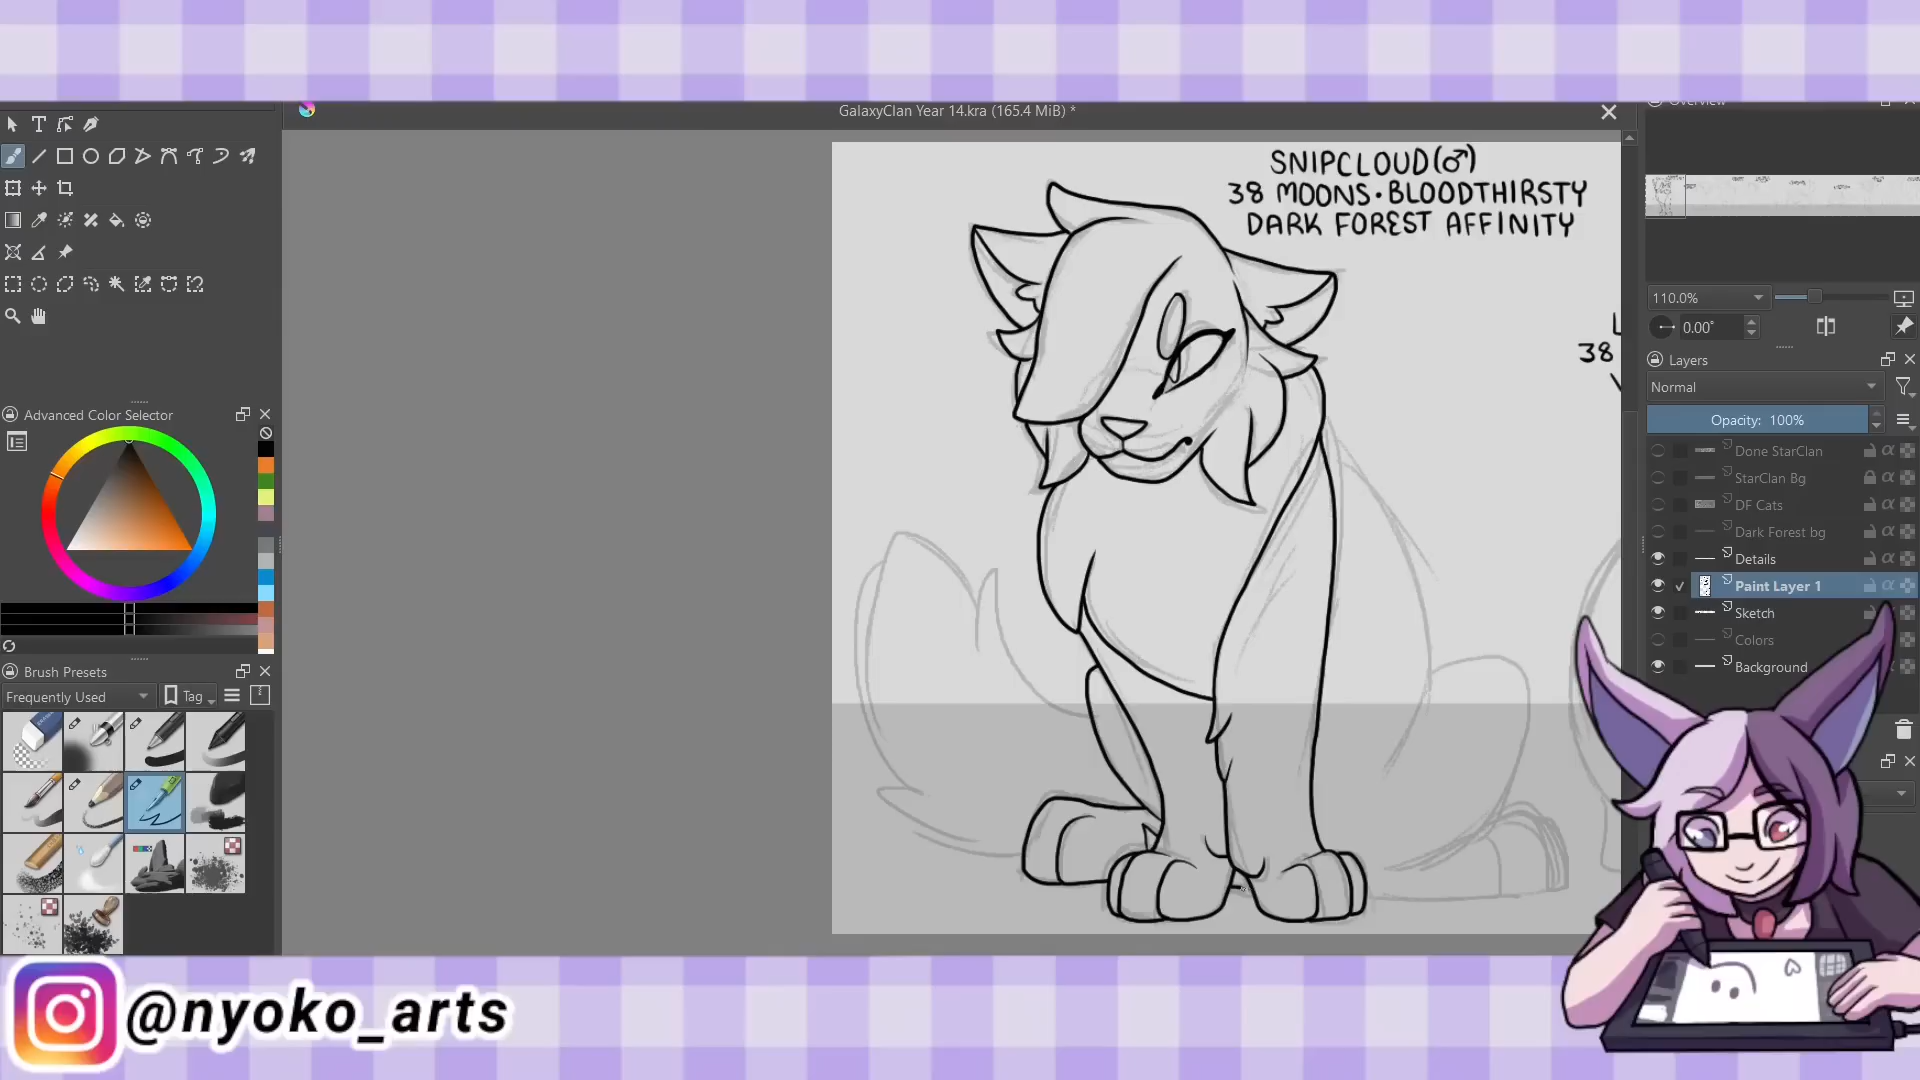 GalaxyClan Year 14.kra (165.4 MiB) *
Overview
SNIPCLOUD(♂)
38 MOONS•BLOODTHIRSTY
DARK FOREST AFFINITY
38
110.0%
0.00°
Layers
Normal
Opacity: 100%
Done StarClan
StarClan Bg
DF Cats
Dark Forest bg
Details
Paint Layer 1
Sketch
Colors
Background
Advanced Color Selector
Brush Presets
Frequently Used
Tag
@nyoko_arts